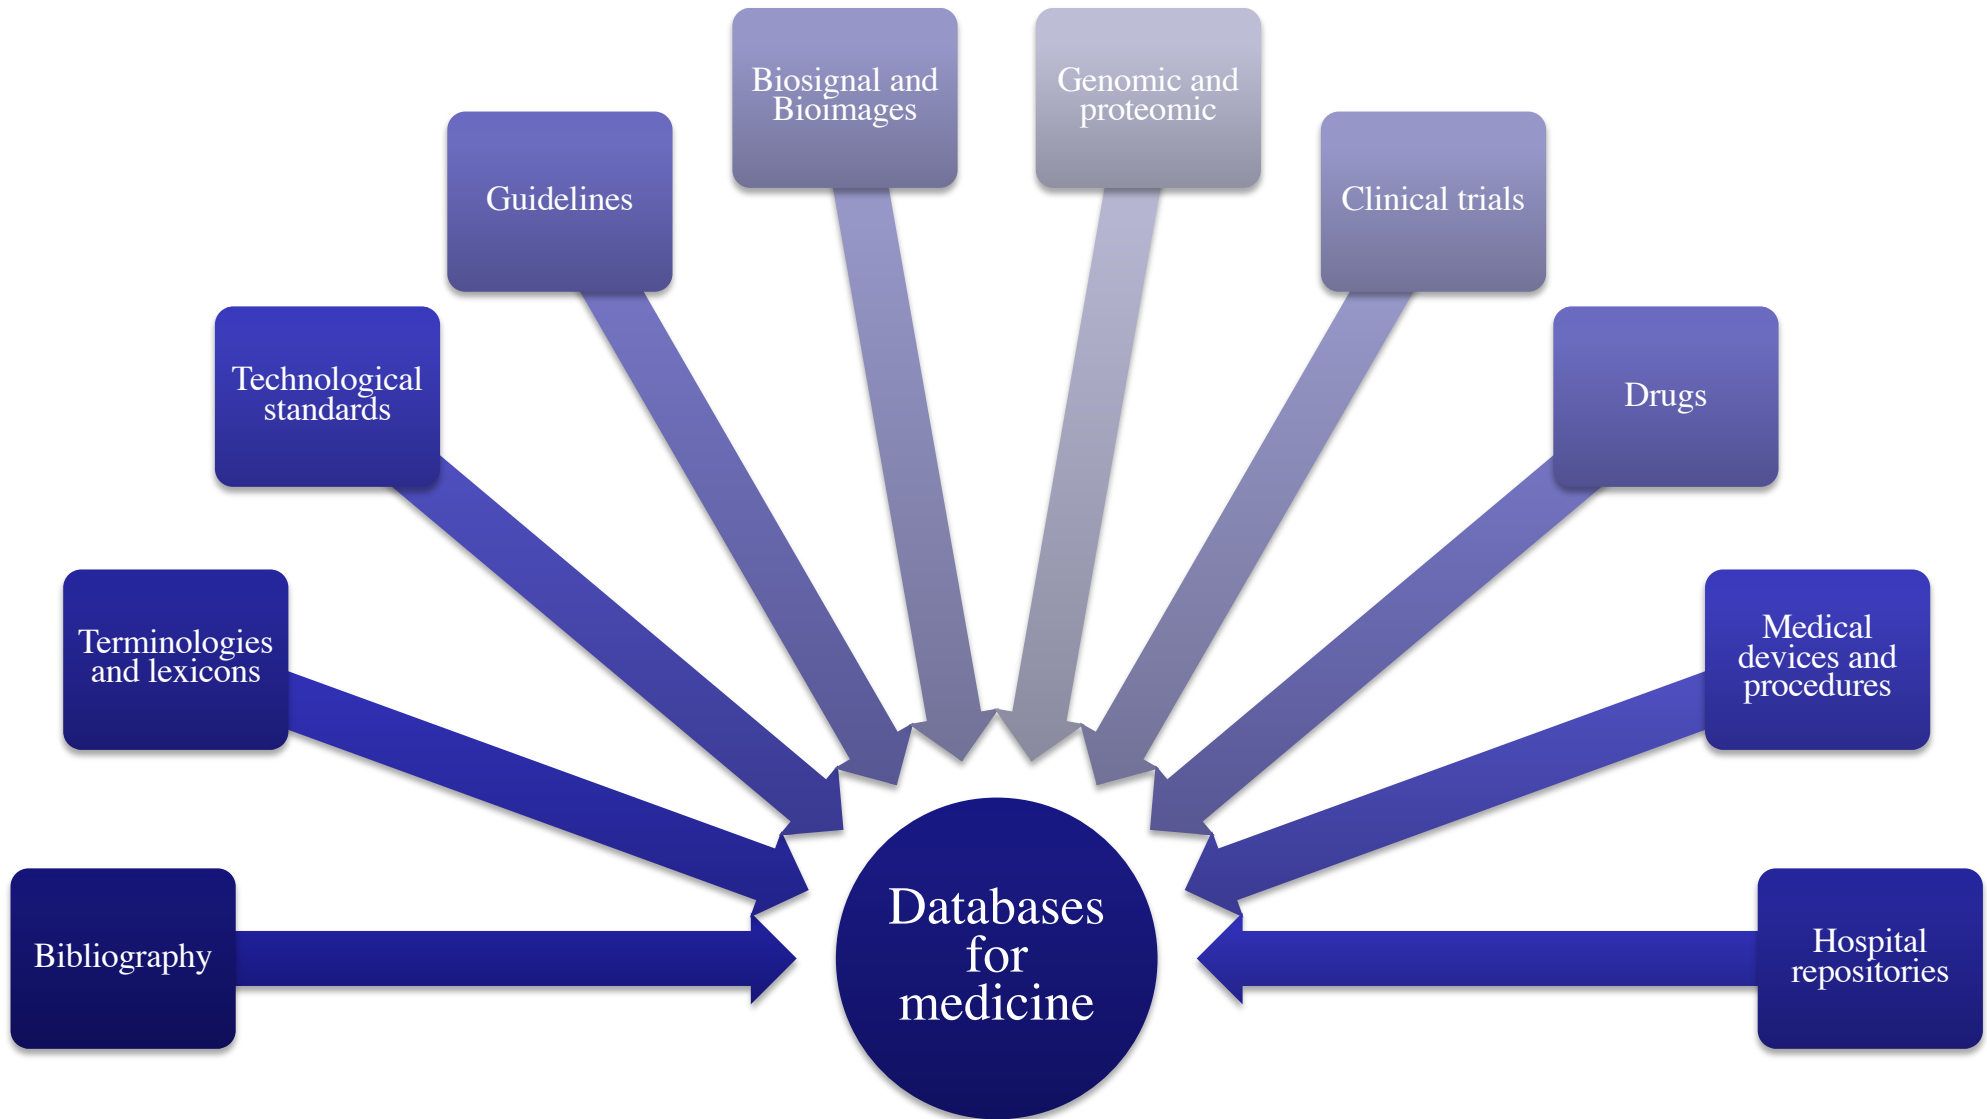 Biosignal and
Bioimages
Genomic and
proteomic
Guidelines
Clinical trials
Technological
standards
Drugs
Terminologies
and lexicons
Medical
devices and
procedures
Bibliography
Databases
for
medicine
Hospital
repositories